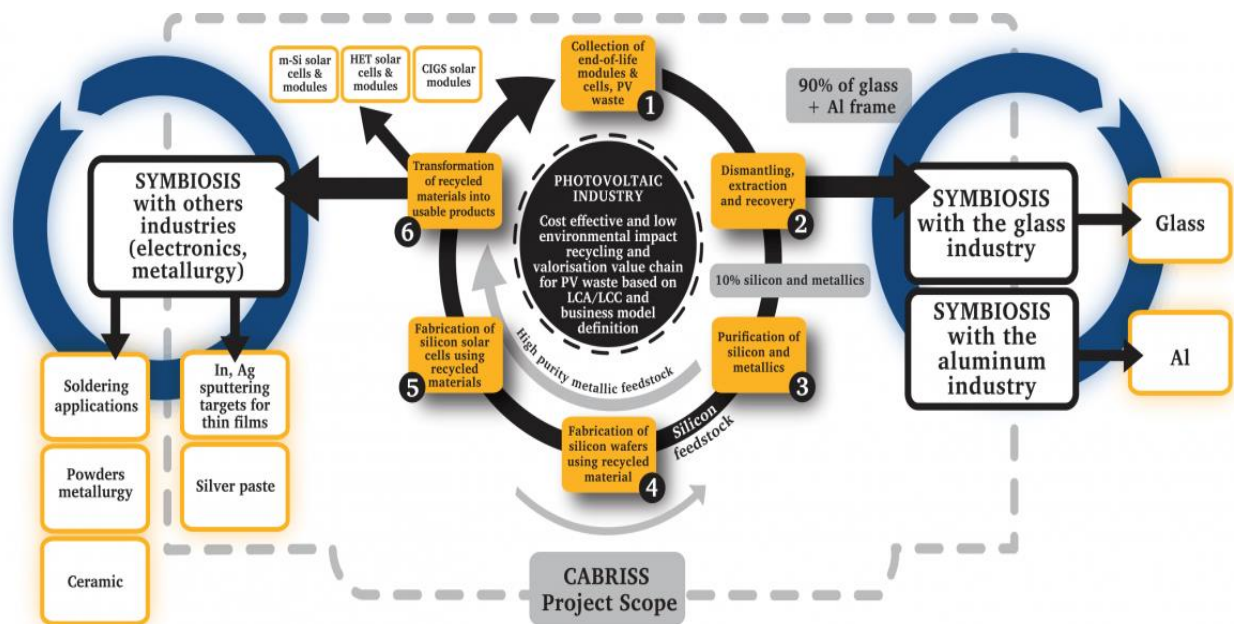 m-Si solar
cells &
modules
HET solar
cells &
modules
CIGS solar
modules
Collection of
end-of-life
modules &
cells, PV
waste
1
90% of glass
+ Al frame
SYMBIOSIS
with others
industries
(electronics,
metallurgy)
Transformation
of recycled
materials into
usable products
6
PHOTOVOLTAIC
INDUSTRY
Cost effective and low
environmental impact
recycling and
valorisation value chain
for PV waste based on
LCA/LCC and
business model
definition
Dismantling,
extraction
and recovery
2
SYMBIOSIS
with the glass
industry
Glass
10% silicon and metallics
SYMBIOSIS
with the
aluminum
industry
Al
Fabrication of
silicon solar
cells using
recycled
materials
5
High purity metallic feedstock
Purification of
silicon and
metallics
3
Silicon
feedstock
Fabrication of
silicon wafers
using recycled
material
4
Soldering
applications
In, Ag
sputtering
targets for
thin films
Powders
metallurgy
Silver paste
Ceramic
CABRISS
Project Scope